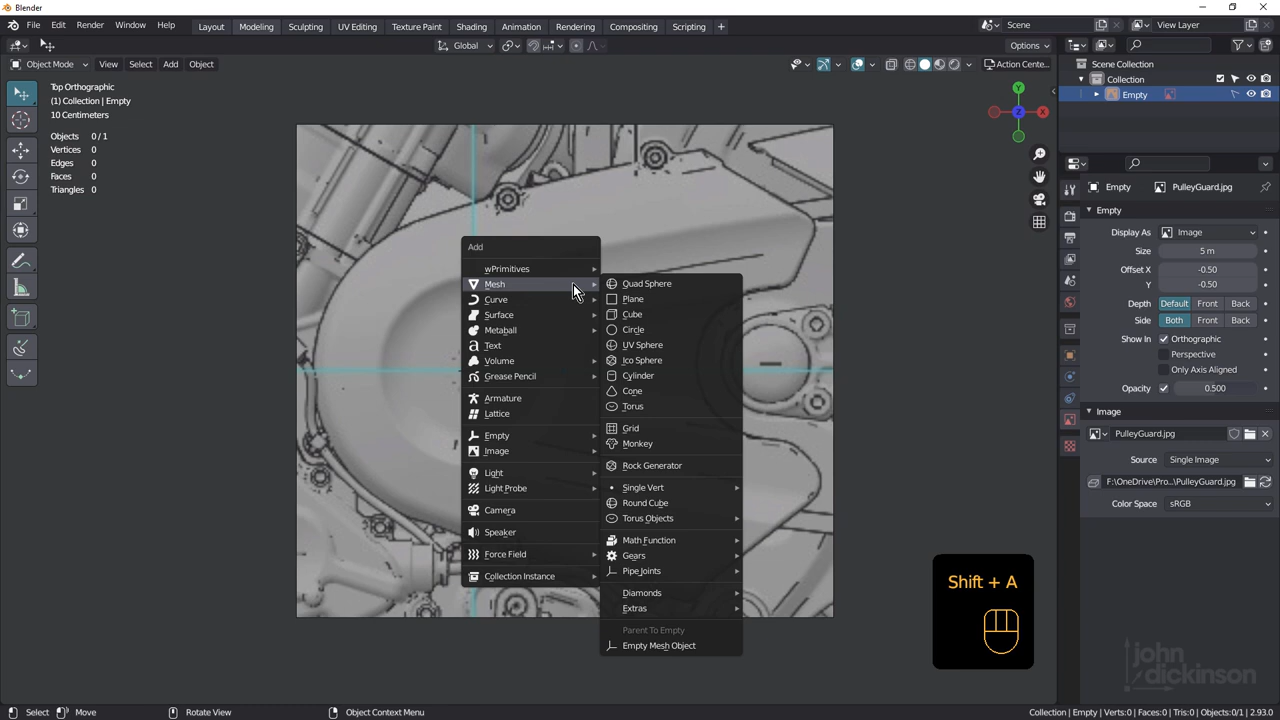 Blender
File Edit Render Window Help
Layout Modeling Sculpting UV Editing Texture Paint Shading Animation Rendering Compositing Scripting +
Scene
View Layer
Global
Options
Object Mode View Select Add Object
Action Cente...
Top Orthographic
(1) Collection | Empty
10 Centimeters
Objects 0/1
Vertices 0
Edges 0
Faces 0
Triangles 0
Y
Z
X
Add
wPrimitives
Mesh
Curve
Surface
Metaball
Text
Volume
Grease Pencil
Armature
Lattice
Empty
Image
Light
Light Probe
Camera
Speaker
Force Field
Collection Instance
Quad Sphere
Plane
Cube
Circle
UV Sphere
Ico Sphere
Cylinder
Cone
Torus
Grid
Monkey
Rock Generator
Single Vert
Round Cube
Torus Objects
Math Function
Gears
Pipe Joints
Diamonds
Extras
Parent To Empty
Empty Mesh Object
Shift + A
Scene Collection
Collection
Empty
Empty PulleyGuard.jpg
Empty
Display As Image
Size 5 m
Offset X -0.50
Y -0.50
Depth Default Front Back
Side Both Front Back
Show In Orthographic
Perspective
Only Axis Aligned
Opacity 0.500
Image
PulleyGuard.jpg
Source Single Image
F:\OneDrive\Pro...\PulleyGuard.jpg
Color Space sRGB
john
dickinson
Select Move Rotate View Object Context Menu
Collection | Empty | Verts:0 | Faces:0 | Tris:0 | Objects:0/1 | 2.93.0